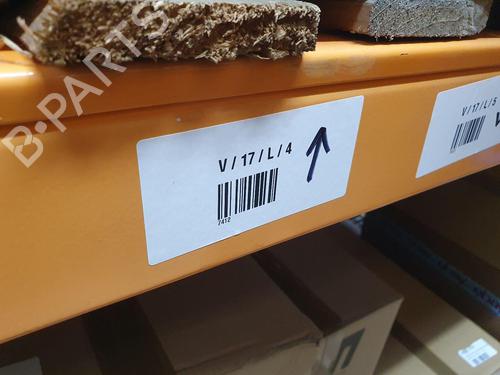 B-PARTS
V / 17 / L / 4
7412
V / 17 / L / 5